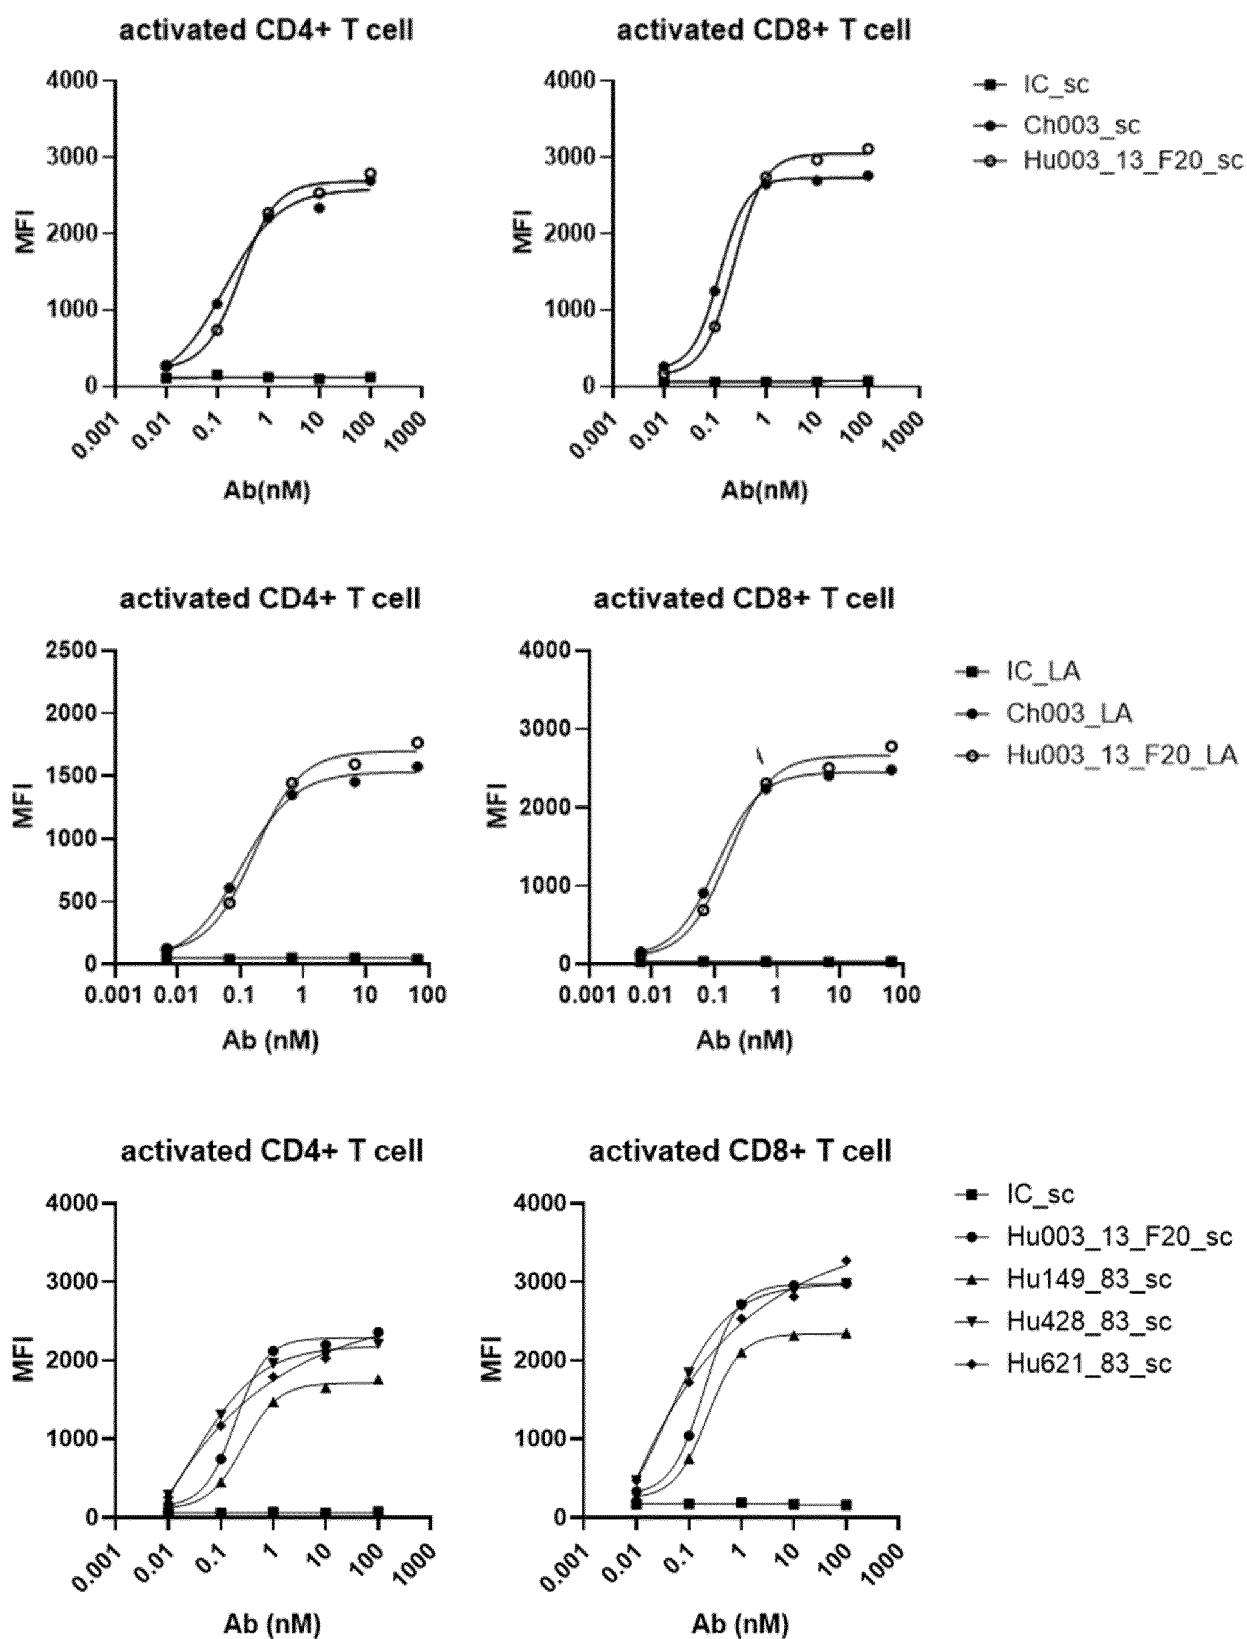 activated CD4+ T cell
4000
3000
2000
1000
0
MFI
0.001
0.01
0.1
1
10
100
1000
Ab(nM)
activated CD8+ T cell
4000
3000
2000
1000
0
MFI
0.001
0.01
0.1
1
10
100
1000
Ab(nM)
IC_sc
Ch003_sc
Hu003_13_F20_sc
activated CD4+ T cell
2500
2000
1500
1000
500
0
MFI
0.001 0.01 0.1 1 10 100
Ab (nM)
activated CD8+ T cell
4000
3000
2000
1000
0
MFI
0.001 0.01 0.1 1 10 100
Ab (nM)
IC_LA
Ch003_LA
Hu003_13_F20_LA
activated CD4+ T cell
4000
3000
2000
1000
0
MFI
0.001
0.01
0.1
1
10
100
1000
Ab (nM)
activated CD8+ T cell
4000
3000
2000
1000
0
MFI
0.001
0.01
0.1
1
10
100
1000
Ab (nM)
IC_sc
Hu003_13_F20_sc
Hu149_83_sc
Hu428_83_sc
Hu621_83_sc